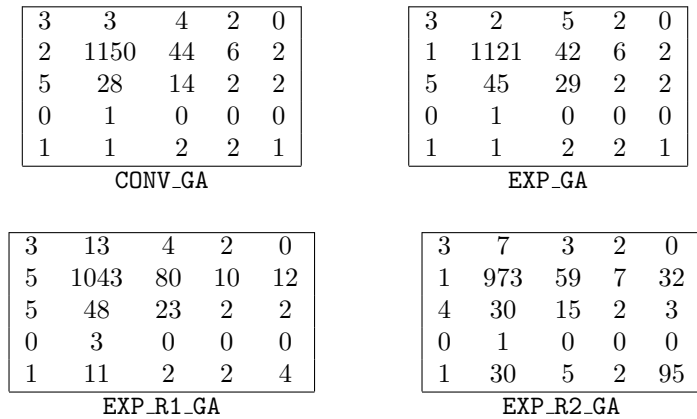 3 3 4 2 0
2 1150 44 6 2
5 28 14 2 2
0 1 0 0 0
1 1 2 2 1
CONV_GA
3 2 5 2 0
1 1121 42 6 2
5 45 29 2 2
0 1 0 0 0
1 1 2 2 1
EXP_GA
3 13 4 2 0
5 1043 80 10 12
5 48 23 2 2
0 3 0 0 0
1 11 2 2 4
EXP_R1_GA
3 7 3 2 0
1 973 59 7 32
4 30 15 2 3
0 1 0 0 0
1 30 5 2 95
EXP_R2_GA